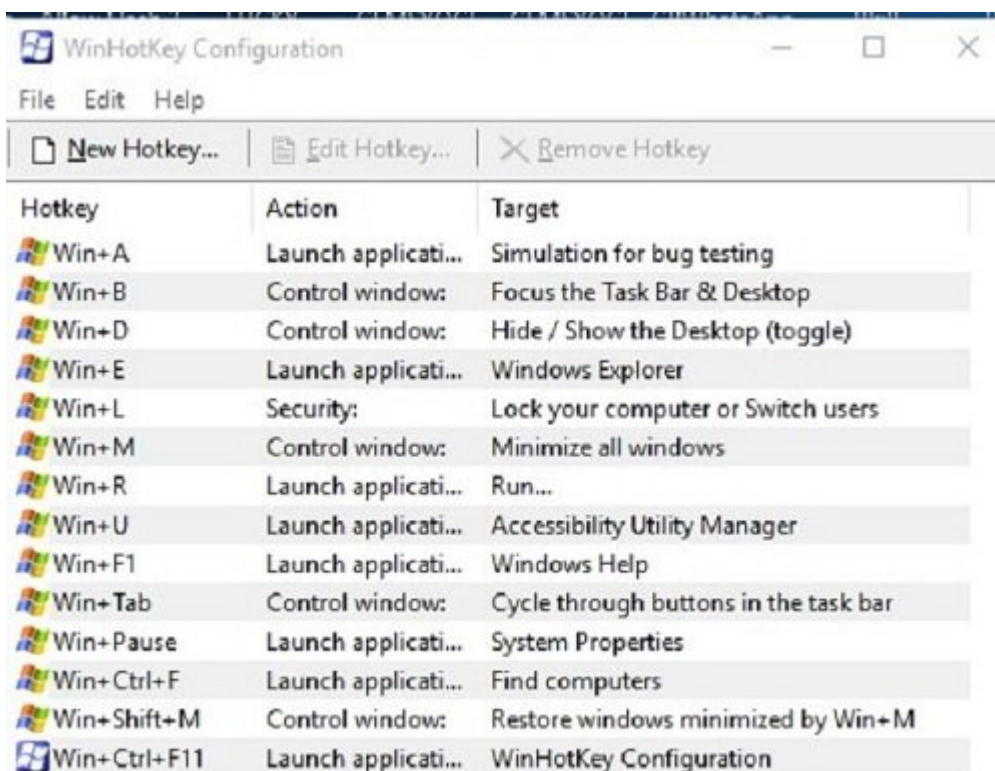 WinHotKey Configuration
File Edit Help
New Hotkey... Edit Hotkey... Remove Hotkey
Hotkey Action Target
Win+A Launch applicati... Simulation for bug testing
Win+B Control window: Focus the Task Bar & Desktop
Win+D Control window: Hide / Show the Desktop (toggle)
Win+E Launch applicati... Windows Explorer
Win+L Security: Lock your computer or Switch users
Win+M Control window: Minimize all windows
Win+R Launch applicati... Run...
Win+U Launch applicati... Accessibility Utility Manager
Win+F1 Launch applicati... Windows Help
Win+Tab Control window: Cycle through buttons in the task bar
Win+Pause Launch applicati... System Properties
Win+Ctrl+F Launch applicati... Find computers
Win+Shift+M Control window: Restore windows minimized by Win+M
Win+Ctrl+F11 Launch applicati... WinHotKey Configuration